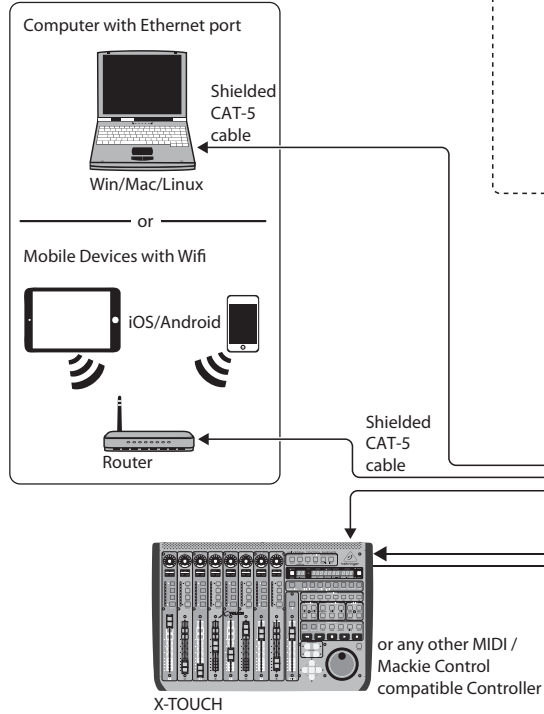 Computer with Ethernet port
Shielded
CAT-5
cable
Win/Mac/Linux
or
Mobile Devices with Wifi
iOS/Android
Router
Shielded
CAT-5
cable
behringer
or any other MIDI /
Mackie Control
compatible Controller
X-TOUCH